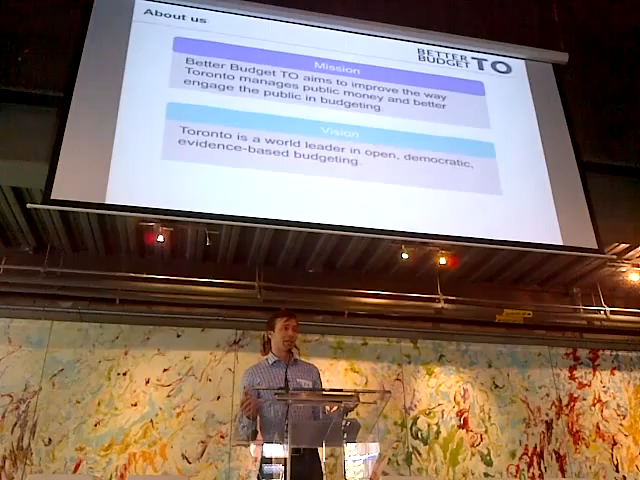 About us
BETTER
BUDGET TO
Mission
Better Budget TO aims to improve the way
Toronto manages public money and better
engage the public in budgeting.
Vision
Toronto is a world leader in open, democratic,
evidence-based budgeting.